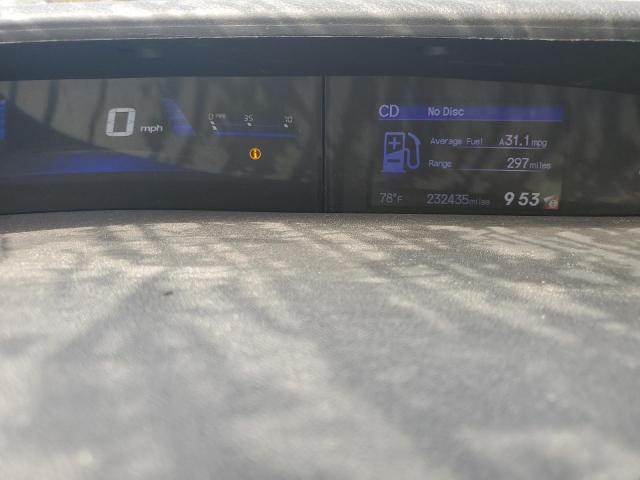 0 mph
0 MPG 35 70
CD No Disc
Average Fuel A31.1 mpg
Range 297 miles
78°F 232435 miles 9 53